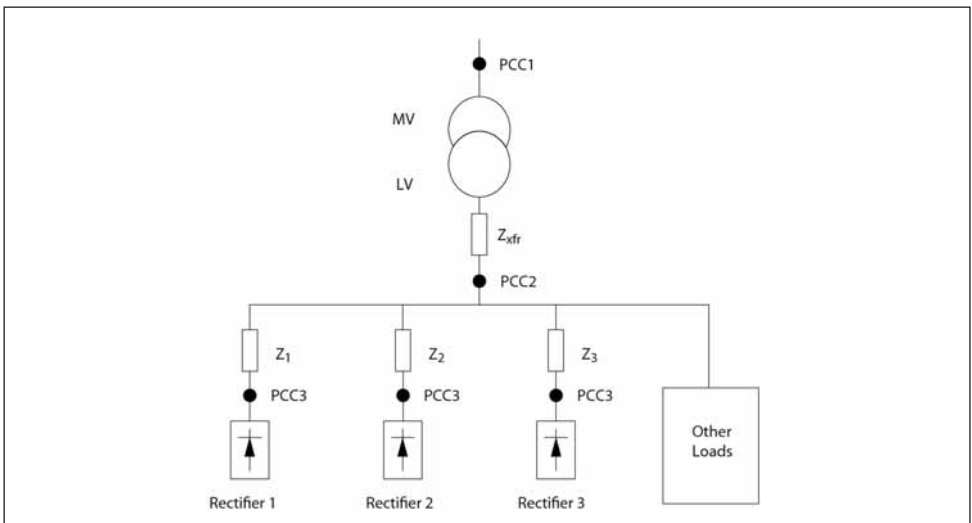 PCC1
MV
LV
Zxfr
PCC2
Z1
Z2
Z3
PCC3
PCC3
PCC3
Other
Loads
Rectifier 1
Rectifier 2
Rectifier 3